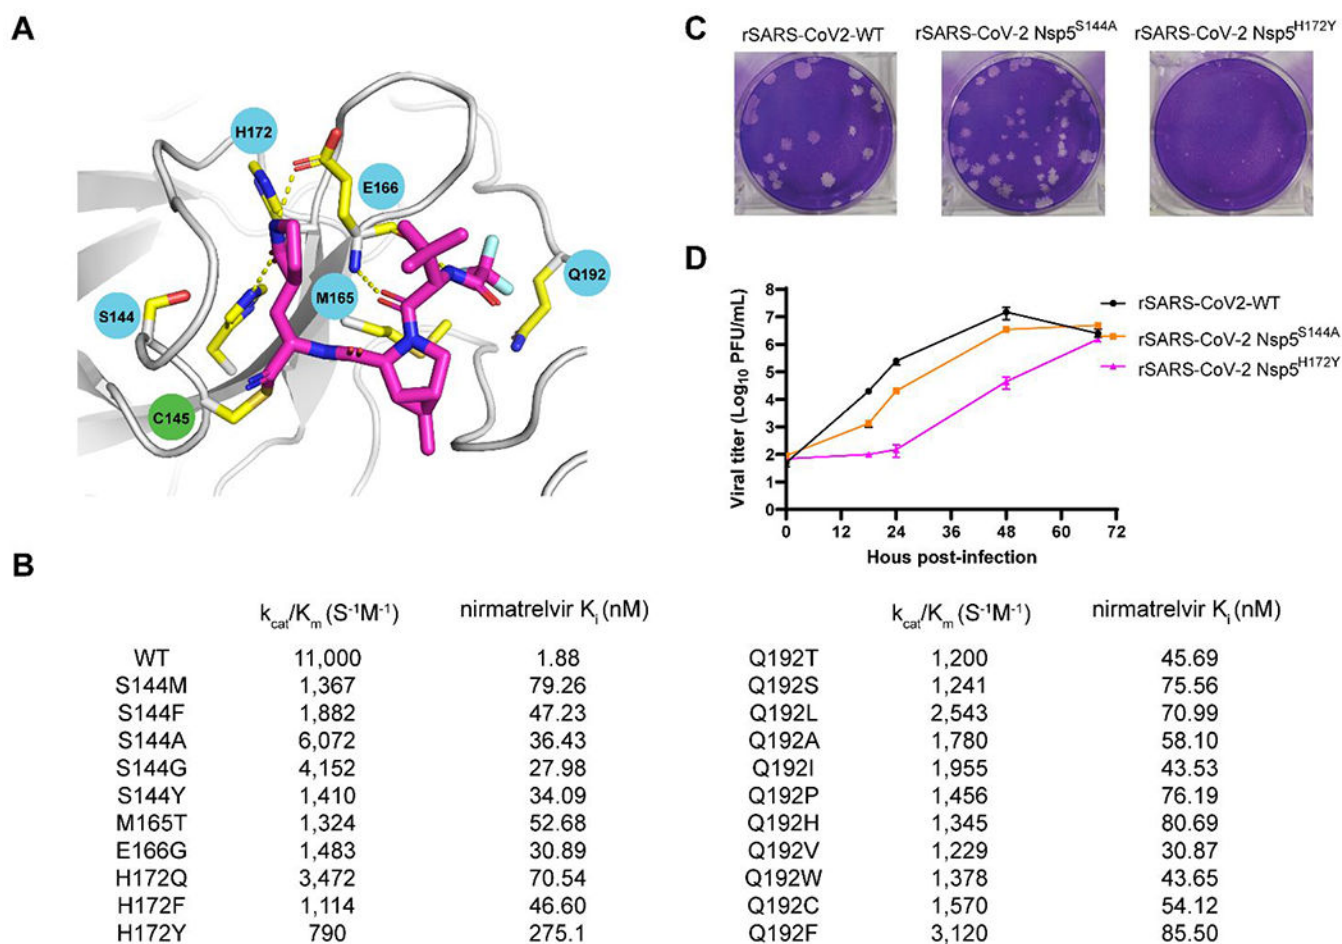 A
H172
E166
Q192
M165
S144
C145
C
rSARS-CoV2-WT rSARS-CoV-2 Nsp5S144A rSARS-CoV-2 Nsp5H172Y
D
Viral titer (Log10 PFU/mL)
8
7
6
5
4
3
2
1
0
0 12 24 36 48 60 72
Hous post-infection
rSARS-CoV2-WT
rSARS-CoV-2 Nsp5S144A
rSARS-CoV-2 Nsp5H172Y
B
kcat/Km (S-1M-1) nirmatrelvir Ki (nM)
WT 11,000 1.88
S144M 1,367 79.26
S144F 1,882 47.23
S144A 6,072 36.43
S144G 4,152 27.98
S144Y 1,410 34.09
M165T 1,324 52.68
E166G 1,483 30.89
H172Q 3,472 70.54
H172F 1,114 46.60
H172Y 790 275.1
kcat/Km (S-1M-1) nirmatrelvir Ki (nM)
Q192T 1,200 45.69
Q192S 1,241 75.56
Q192L 2,543 70.99
Q192A 1,780 58.10
Q192I 1,955 43.53
Q192P 1,456 76.19
Q192H 1,345 80.69
Q192V 1,229 30.87
Q192W 1,378 43.65
Q192C 1,570 54.12
Q192F 3,120 85.50